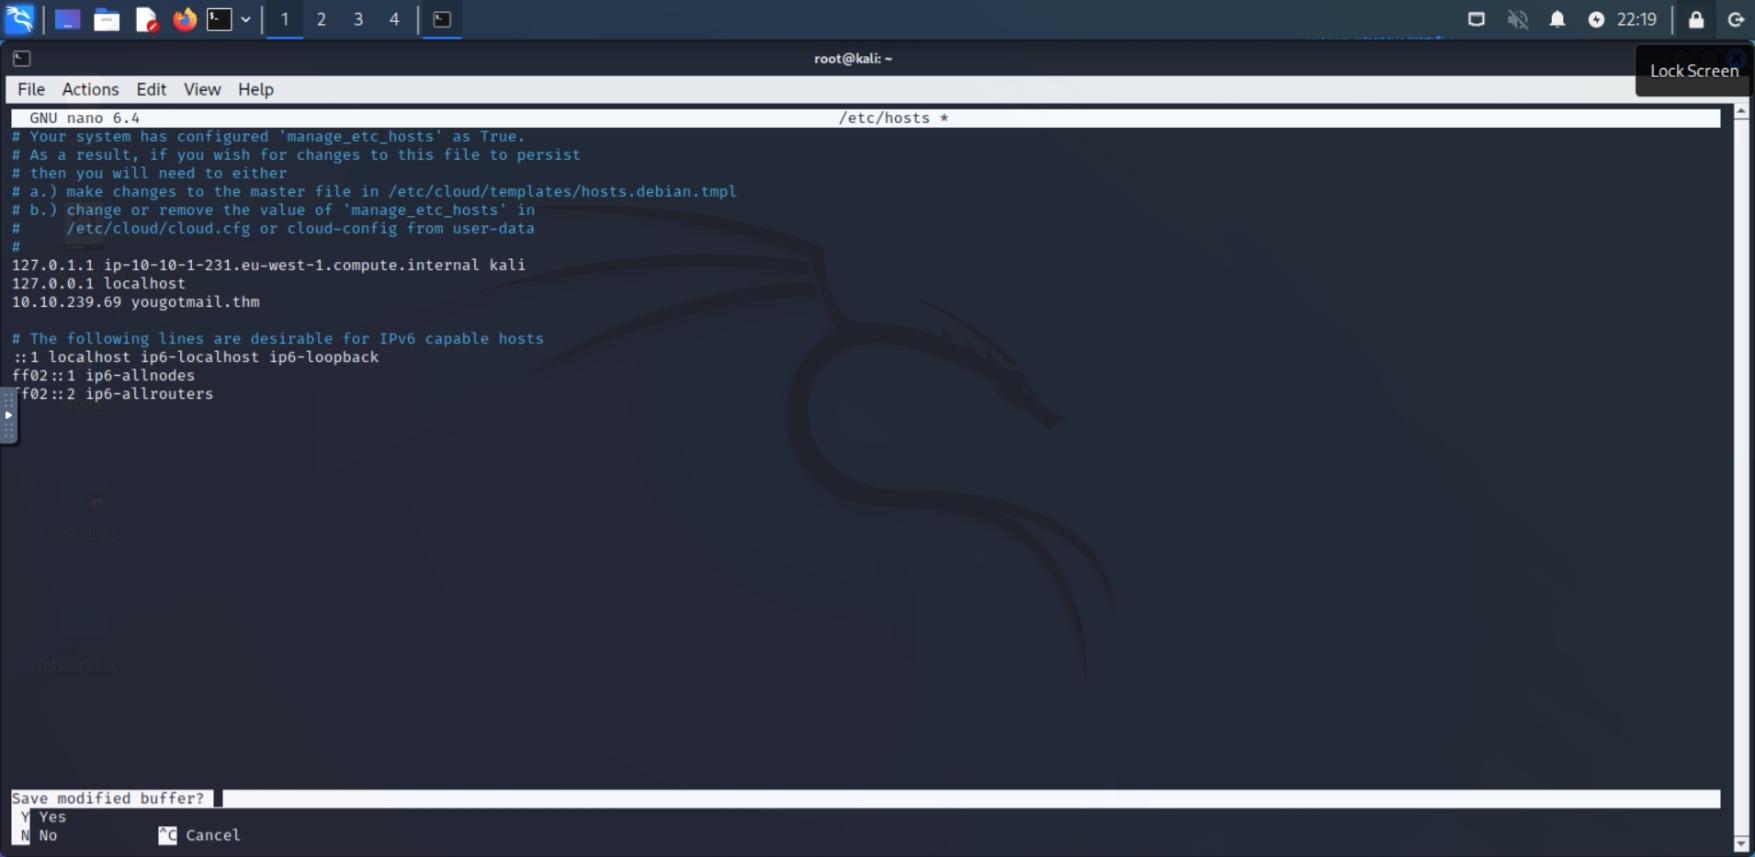 1 2 3 4 22:19
root@kali: ~
Lock Screen
File Actions Edit View Help
GNU nano 6.4 /etc/hosts *
# Your system has configured 'manage_etc_hosts' as True.
# As a result, if you wish for changes to this file to persist
# then you will need to either
# a.) make changes to the master file in /etc/cloud/templates/hosts.debian.tmpl
# b.) change or remove the value of 'manage_etc_hosts' in
#     /etc/cloud/cloud.cfg or cloud-config from user-data
#
127.0.1.1 ip-10-10-1-231.eu-west-1.compute.internal kali
127.0.0.1 localhost
10.10.239.69 yougotmail.thm
# The following lines are desirable for IPv6 capable hosts
::1 localhost ip6-localhost ip6-loopback
ff02::1 ip6-allnodes
ff02::2 ip6-allrouters
wordlists
NetworkCo...
Save modified buffer?
Y Yes
N No ^C Cancel